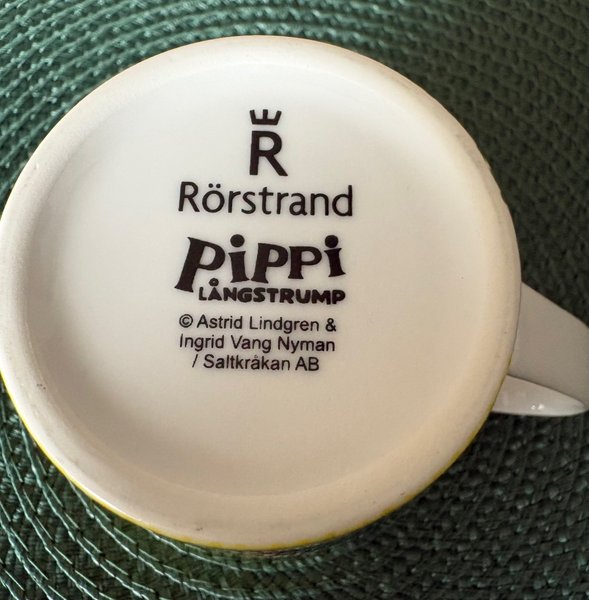 R
Rörstrand
PiPPi
LÅNGSTRUMP
© Astrid Lindgren &
Ingrid Vang Nyman
/ Saltkråkan AB